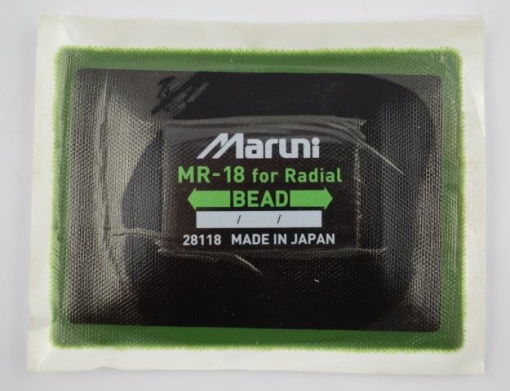 Maruni
MR-18 for Radial
BEAD
/ /
28118 MADE IN JAPAN